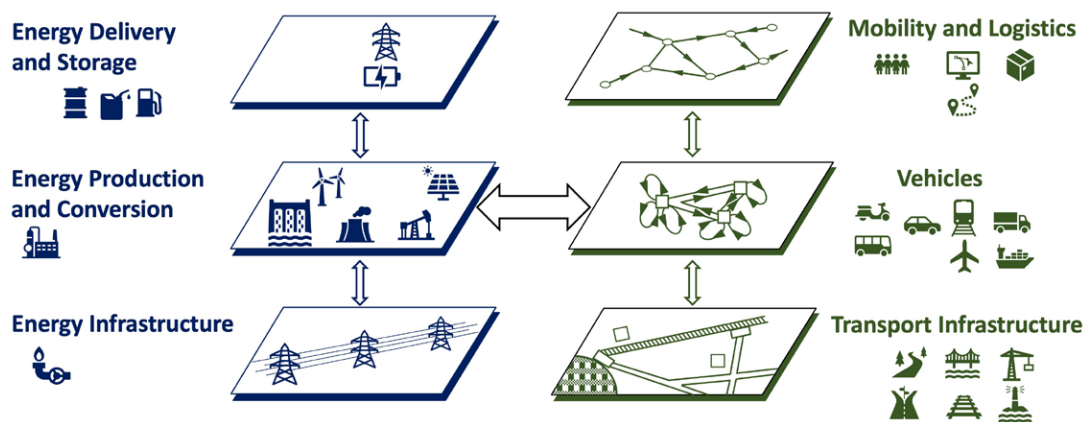 Energy Delivery
and Storage
Mobility and Logistics
Energy Production
and Conversion
Vehicles
Energy Infrastructure
Transport Infrastructure